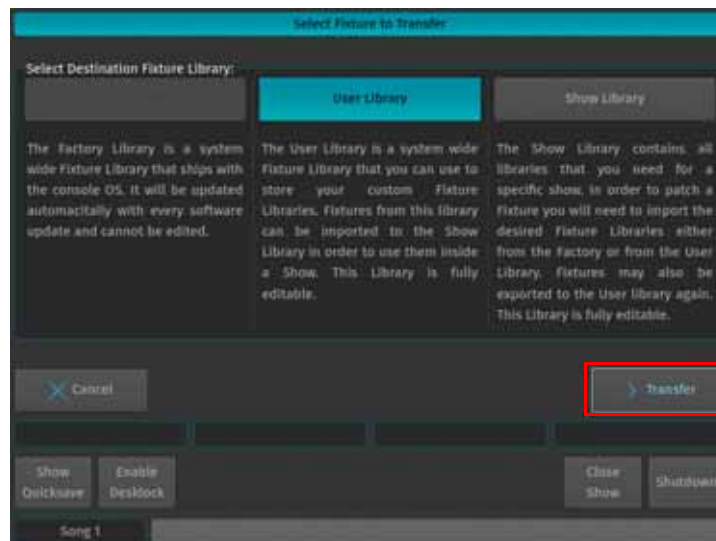 Select Fixture to Transfer
Select Destination Fixture Library:
User Library
Show Library
The Factory Library is a system
wide Fixture Library that ships with
the console OS. It will be updated
automacitally with every software
update and cannot be edited.
The User Library is a system wide
Fixture Library that you can use to
store your custom Fixture
Libraries. Fixtures from this library
can be imported to the Show
Library in order to use them inside
a Show. This Library is fully
editable.
The Show Library contains all
libraries that you need for a
specific show. In order to patch a
Fixture you will need to import the
desired Fixture Libraries either
from the Factory or from the User
Library. Fixtures may also be
exported to the User library again.
This Library is fully editable.
Cancel
Transfer
Show
Quicksave
Enable
Desklock
Close
Show
Shutdown
Song 1